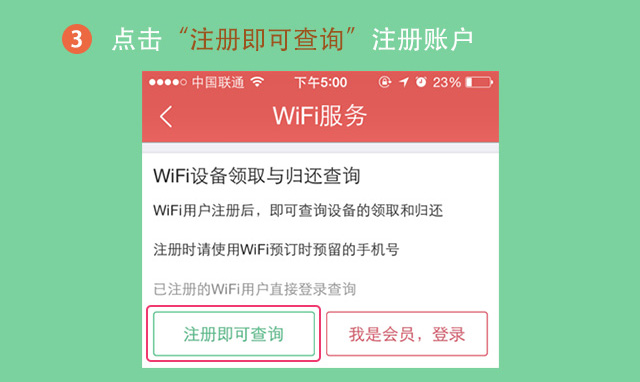 3 点击“注册即可查询”注册账户
中国联通 下午5:00 23%
WiFi服务
WiFi设备领取与归还查询
WiFi用户注册后，即可查询设备的领取和归还
注册时请使用WiFi预订时预留的手机号
已注册的WiFi用户直接登录查询
注册即可查询 我是会员，登录